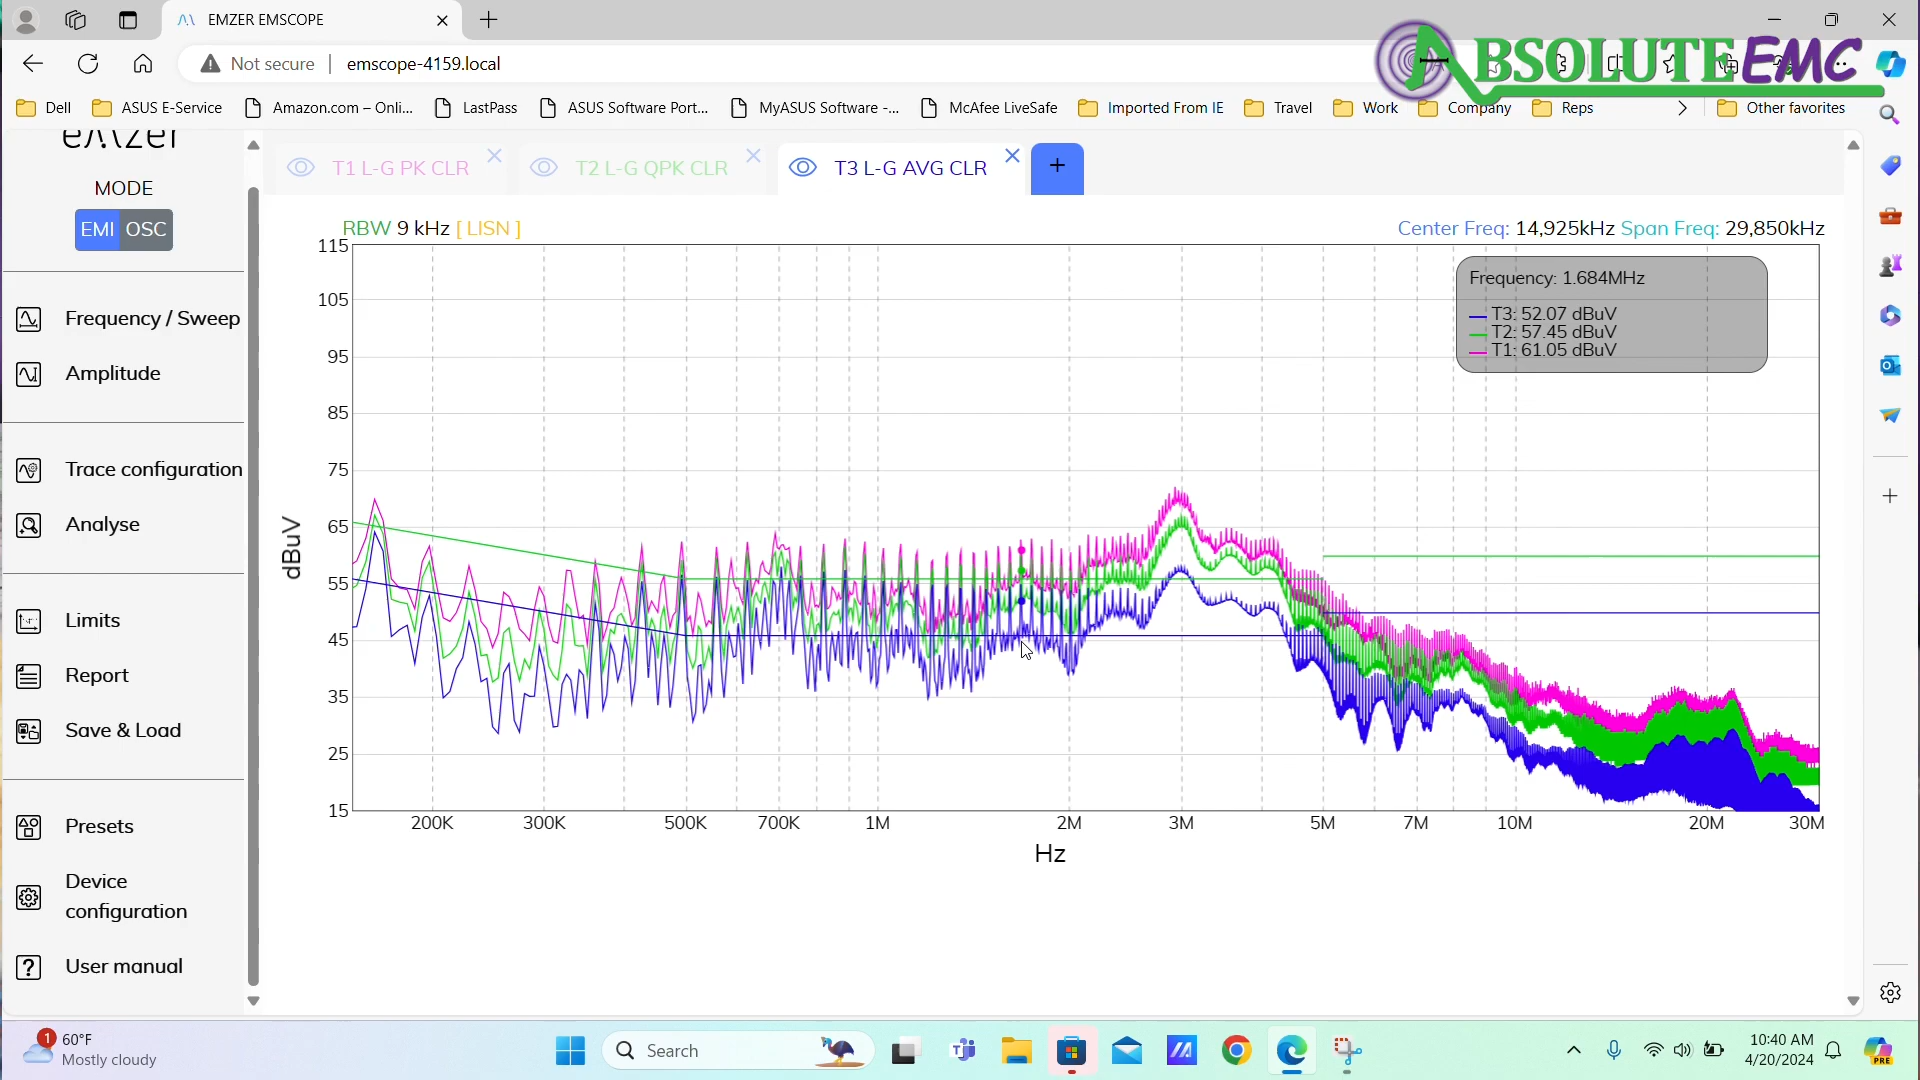 EMZER EMSCOPE
ABSOLUTE EMC
Not secure | emscope-4159.local
Dell ASUS E-Service Amazon.com – Onli... LastPass ASUS Software Port... MyASUS Software -... McAfee LiveSafe Imported From IE Travel Work Company Reps Other favorites
emzer
T1 L-G PK CLR T2 L-G QPK CLR T3 L-G AVG CLR +
MODE
EMI OSC
RBW 9 kHz [ LISN ] Center Freq: 14,925kHz Span Freq: 29,850kHz
Frequency: 1.684MHz
T3: 52.07 dBuV
T2: 57.45 dBuV
T1: 61.05 dBuV
115
105
95
85
75
65
55
45
35
25
15
dBuV
200K 300K 500K 700K 1M 2M 3M 5M 7M 10M 20M 30M
Hz
Frequency / Sweep
Amplitude
Trace configuration
Analyse
Limits
Report
Save & Load
Presets
Device
configuration
User manual
1
60°F
Mostly cloudy
Search
10:40 AM
4/20/2024
PRE